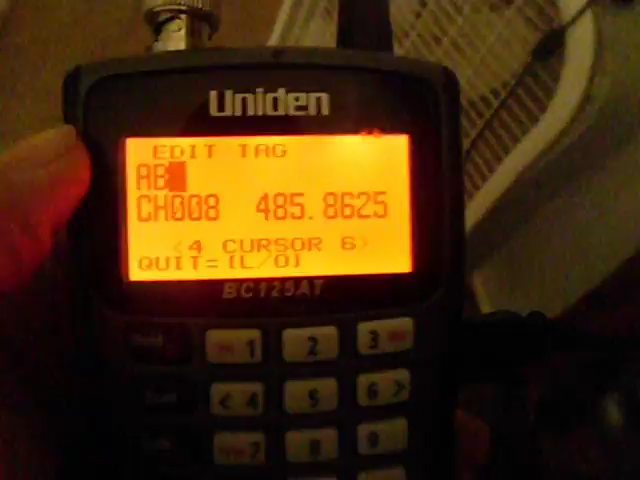 Uniden
EDIT TAG
AB
CH008 485.8625
<4 CURSOR 6>
QUIT=[L/O]
BC125AT
1 2 3
< 4 5 6 >
7 8 9